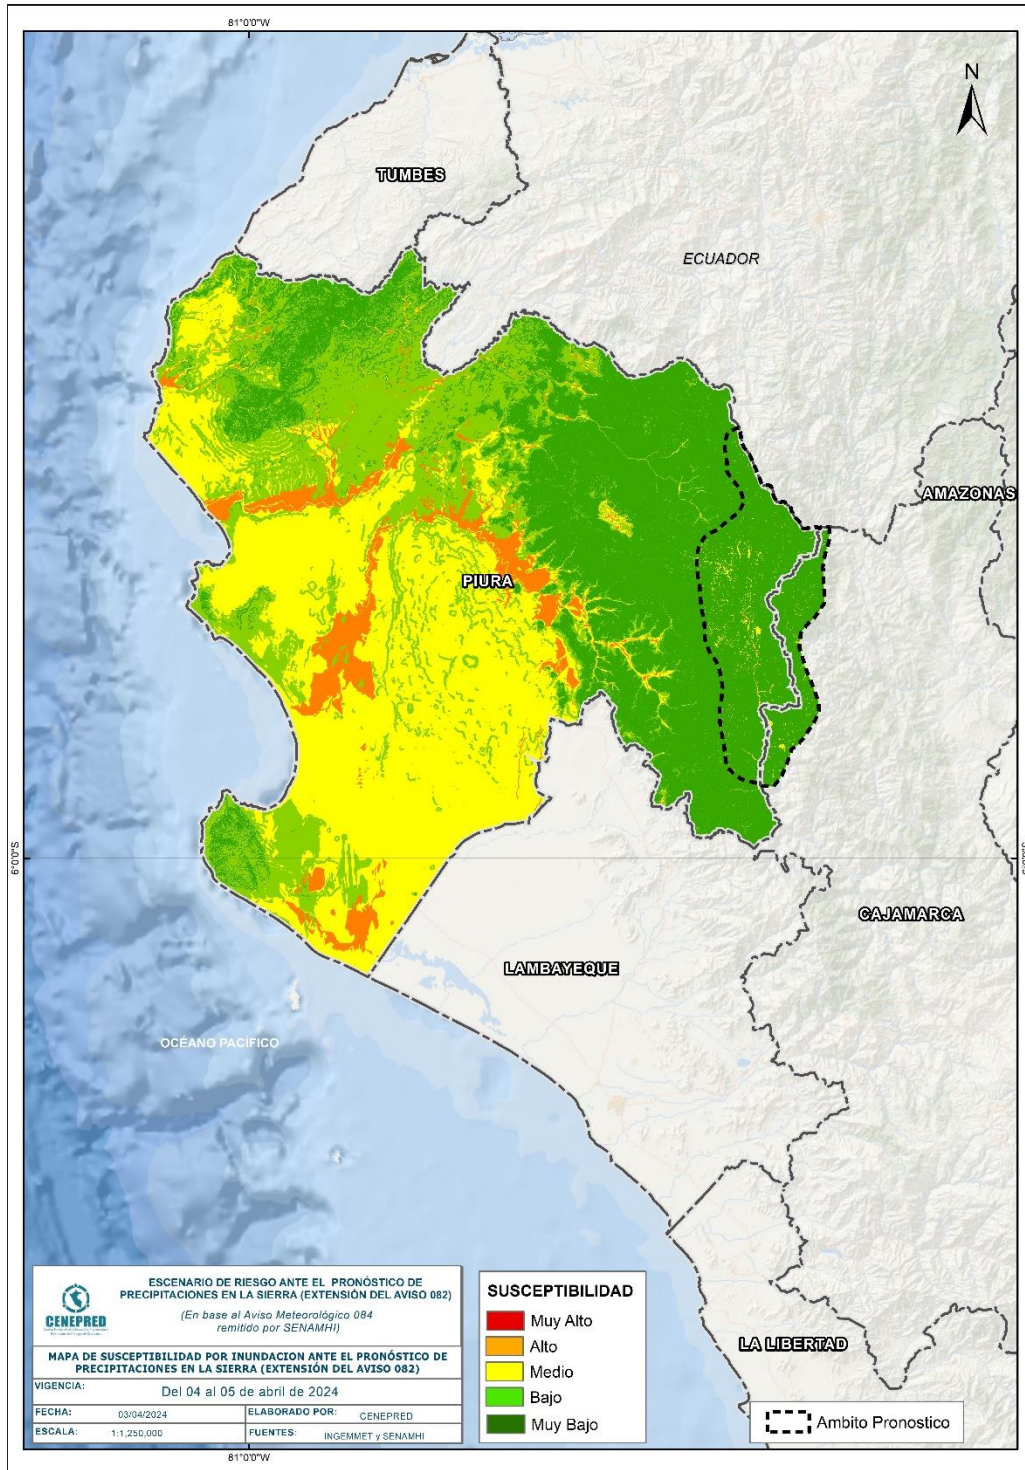 81°0'0"W
N
TUMBES
ECUADOR
AMAZONAS
PIURA
6°0'0"S
CAJAMARCA
LAMBAYEQUE
OCÉANO PACÍFICO
LA LIBERTAD
CENEPRED
ESCENARIO DE RIESGO ANTE EL PRONÓSTICO DE
PRECIPITACIONES EN LA SIERRA (EXTENSIÓN DEL AVISO 082)
(En base al Aviso Meteorológico 084
remitido por SENAMHI)
MAPA DE SUSCEPTIBILIDAD POR INUNDACION ANTE EL PRONÓSTICO DE
PRECIPITACIONES EN LA SIERRA (EXTENSIÓN DEL AVISO 082)
VIGENCIA: Del 04 al 05 de abril de 2024
FECHA: 03/04/2024 ELABORADO POR: CENEPRED
ESCALA: 1:1,250,000 FUENTES: INGEMMET y SENAMHI
SUSCEPTIBILIDAD
Muy Alto
Alto
Medio
Bajo
Muy Bajo
Ambito Pronostico
81°0'0"W